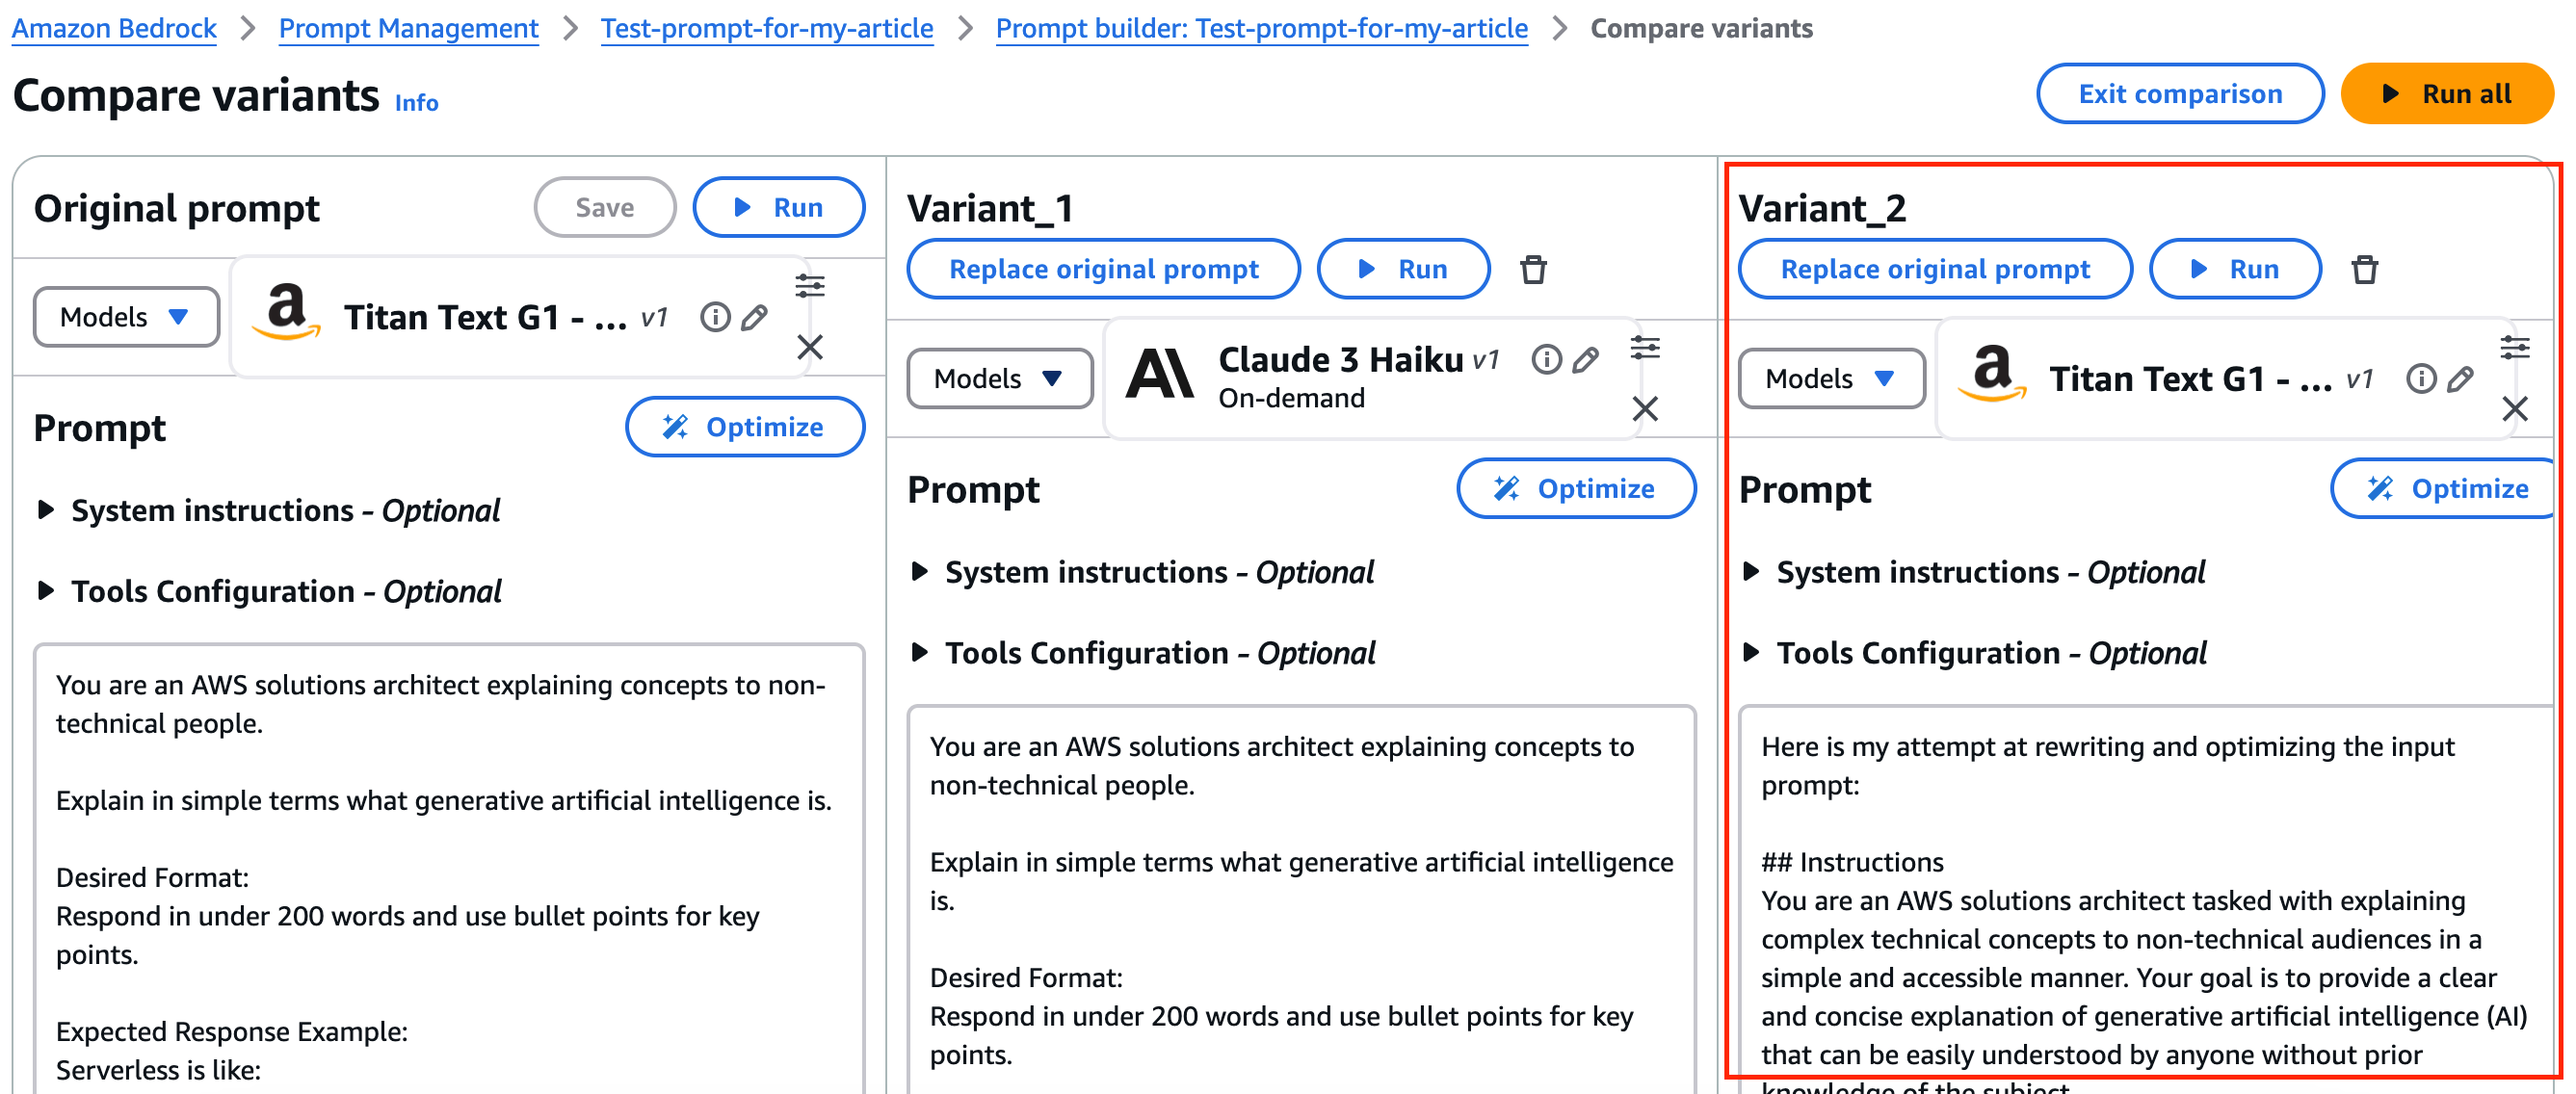 Amazon Bedrock > Prompt Management > Test-prompt-for-my-article > Prompt builder: Test-prompt-for-my-article > Compare variants
Compare variants Info
Exit comparison
Run all
Original prompt
Save
Run
Models
Titan Text G1 - ... v1
Prompt
Optimize
System instructions - Optional
Tools Configuration - Optional
You are an AWS solutions architect explaining concepts to non-
technical people.
Explain in simple terms what generative artificial intelligence is.
Desired Format:
Respond in under 200 words and use bullet points for key
points.
Expected Response Example:
Serverless is like:
Variant_1
Replace original prompt
Run
Models
Claude 3 Haiku v1
On-demand
Prompt
Optimize
System instructions - Optional
Tools Configuration - Optional
You are an AWS solutions architect explaining concepts to
non-technical people.
Explain in simple terms what generative artificial intelligence
is.
Desired Format:
Respond in under 200 words and use bullet points for key
points.
Variant_2
Replace original prompt
Run
Models
Titan Text G1 - ... v1
Prompt
Optimize
System instructions - Optional
Tools Configuration - Optional
Here is my attempt at rewriting and optimizing the input
prompt:
## Instructions
You are an AWS solutions architect tasked with explaining
complex technical concepts to non-technical audiences in a
simple and accessible manner. Your goal is to provide a clear
and concise explanation of generative artificial intelligence (AI)
that can be easily understood by anyone without prior
knowledge of the subject